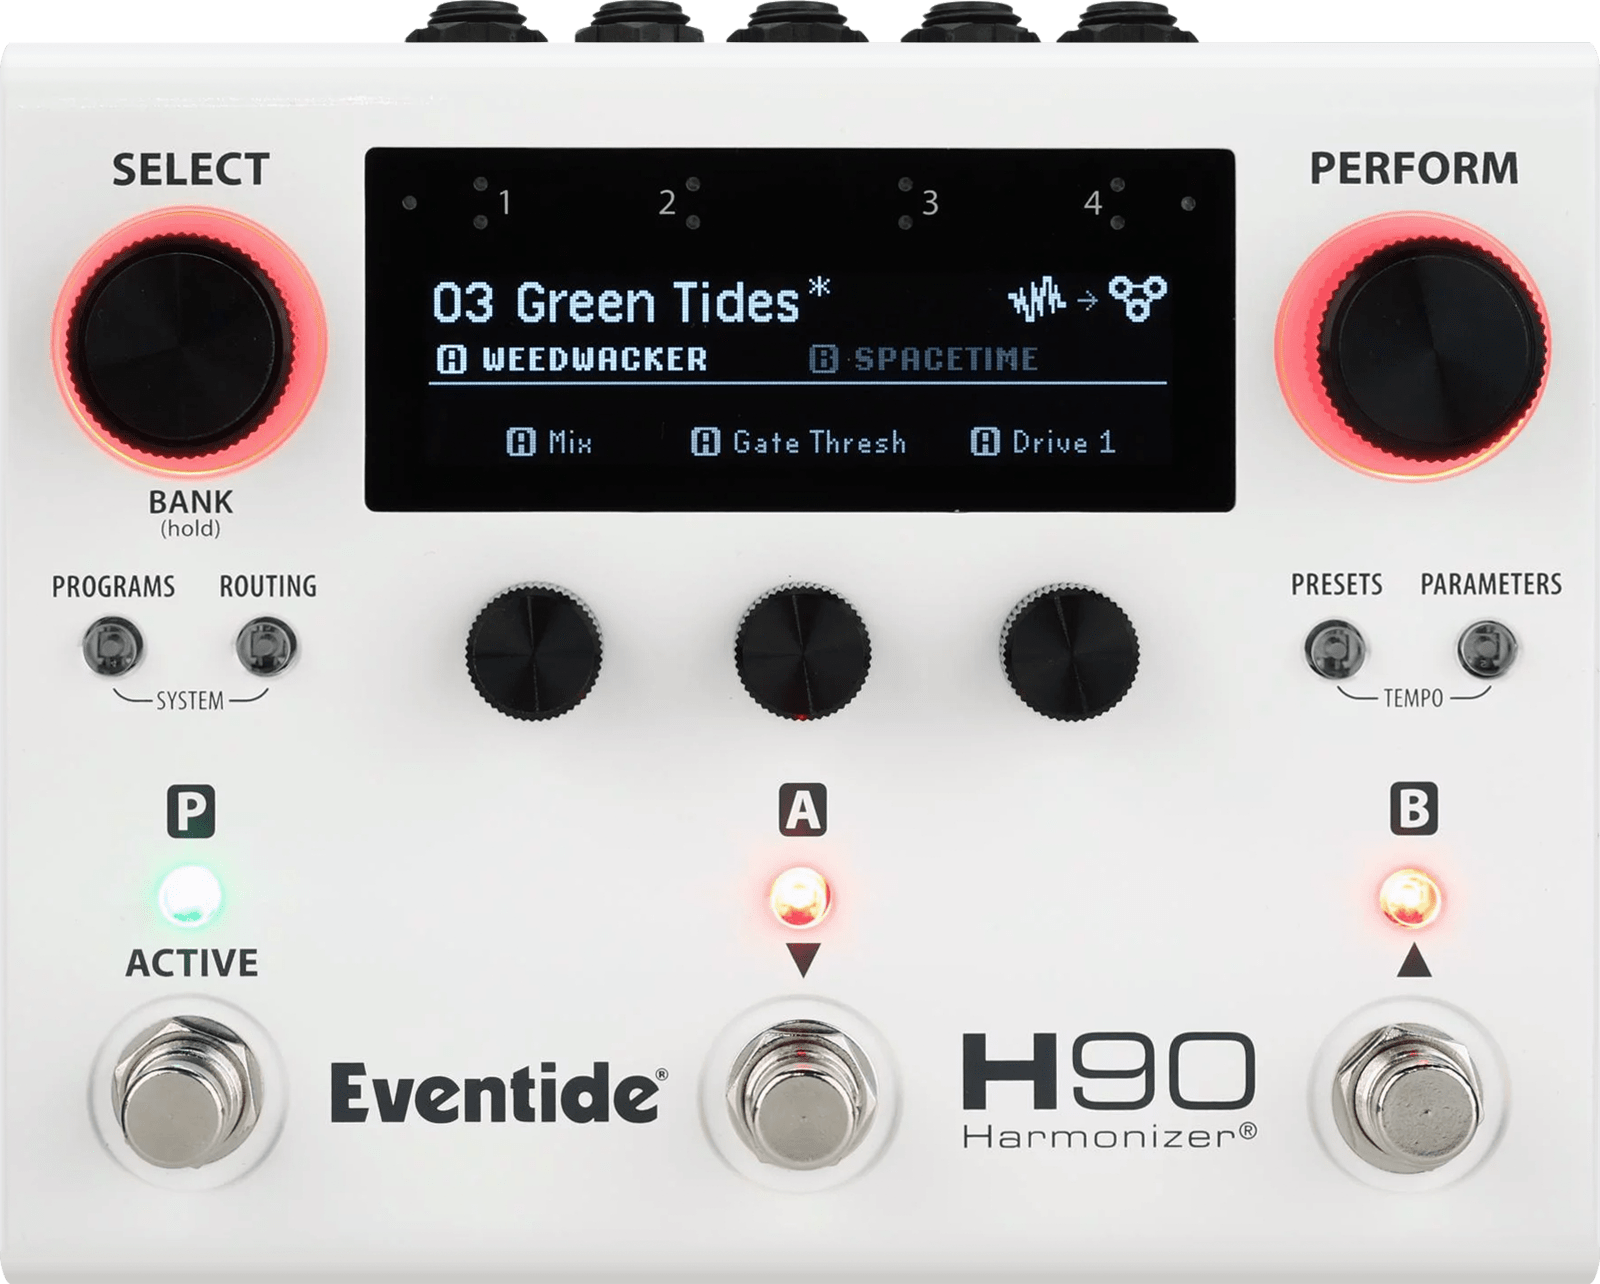 SELECT
PERFORM
1 2 3 4
03 Green Tides*
A WEEDWACKER B SPACETIME
A Mix A Gate Thresh A Drive 1
BANK
(hold)
PROGRAMS ROUTING
SYSTEM
PRESETS PARAMETERS
TEMPO
P A B
ACTIVE
Eventide®
H90
Harmonizer®